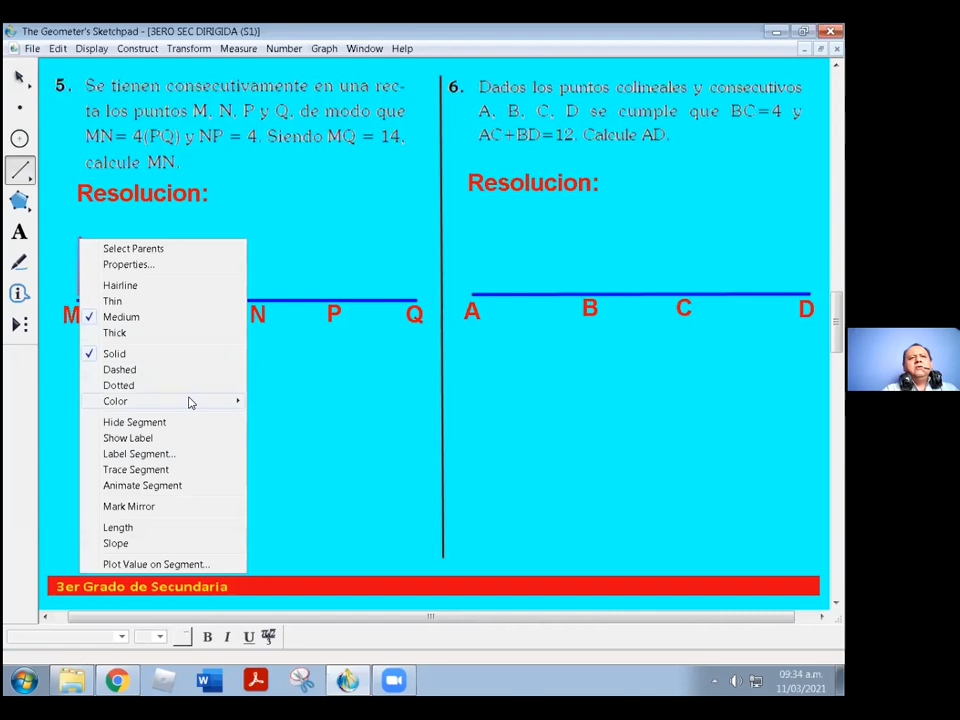 The Geometer's Sketchpad - [3ERO SEC DIRIGIDA (S1)]
File Edit Display Construct Transform Measure Number Graph Window Help
5. Se tienen consecutivamente en una rec-
ta los puntos M, N, P y Q, de modo que
MN= 4(PQ) y NP = 4. Siendo MQ = 14,
calcule MN.
Resolucion:
6. Dados los puntos colineales y consecutivos
A, B, C, D se cumple que BC=4 y
AC+BD=12. Calcule AD.
Resolucion:
Select Parents
Properties...
Hairline
Thin
Medium
Thick
Solid
Dashed
Dotted
Color
Hide Segment
Show Label
Label Segment...
Trace Segment
Animate Segment
Mark Mirror
Length
Slope
Plot Value on Segment...
M N P Q
A B C D
3er Grado de Secundaria
B I U
09:34 a.m.
11/03/2021